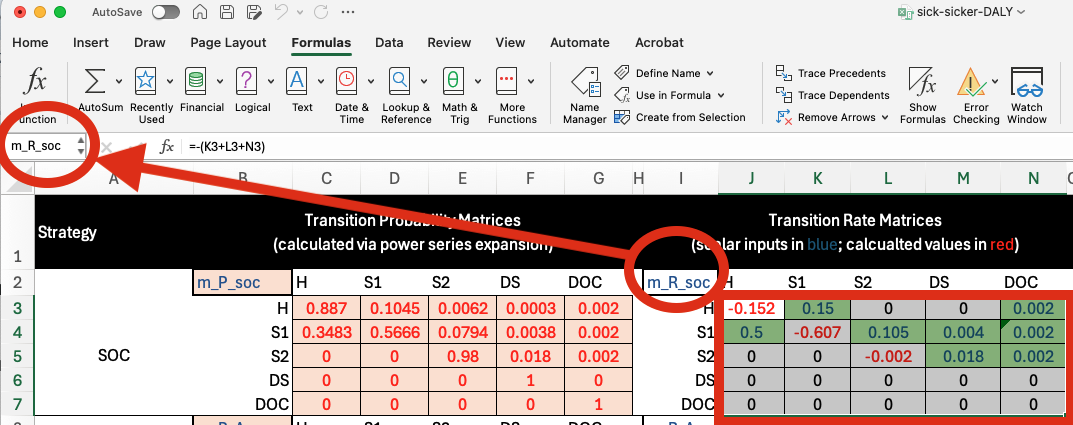 AutoSave
sick-sicker-DALY
Home Insert Draw Page Layout Formulas Data Review View Automate Acrobat
AutoSum Recently Used Financial Logical Text Date & Time Lookup & Reference Math & Trig More Functions Name Manager
Define Name
Use in Formula
Create from Selection
Trace Precedents
Trace Dependents
Remove Arrows
Show Formulas Error Checking Watch Window
m_R_soc fx =-(K3+L3+N3)
A B C D E F G H I J K L M N
1 Strategy Transition Probability Matrices Transition Rate Matrices
(calculated via power series expansion) (scalar inputs in blue; calcualted values in red)
2 m_P_soc H S1 S2 DS DOC m_R_soc H S1 S2 DS DOC
3 H 0.887 0.1045 0.0062 0.0003 0.002 H -0.152 0.15 0 0 0.002
4 S1 0.3483 0.5666 0.0794 0.0038 0.002 S1 0.5 -0.607 0.105 0.004 0.002
5 SOC S2 0 0 0.98 0.018 0.002 S2 0 0 -0.002 0.018 0.002
6 DS 0 0 0 1 0 DS 0 0 0 0 0
7 DOC 0 0 0 0 1 DOC 0 0 0 0 0